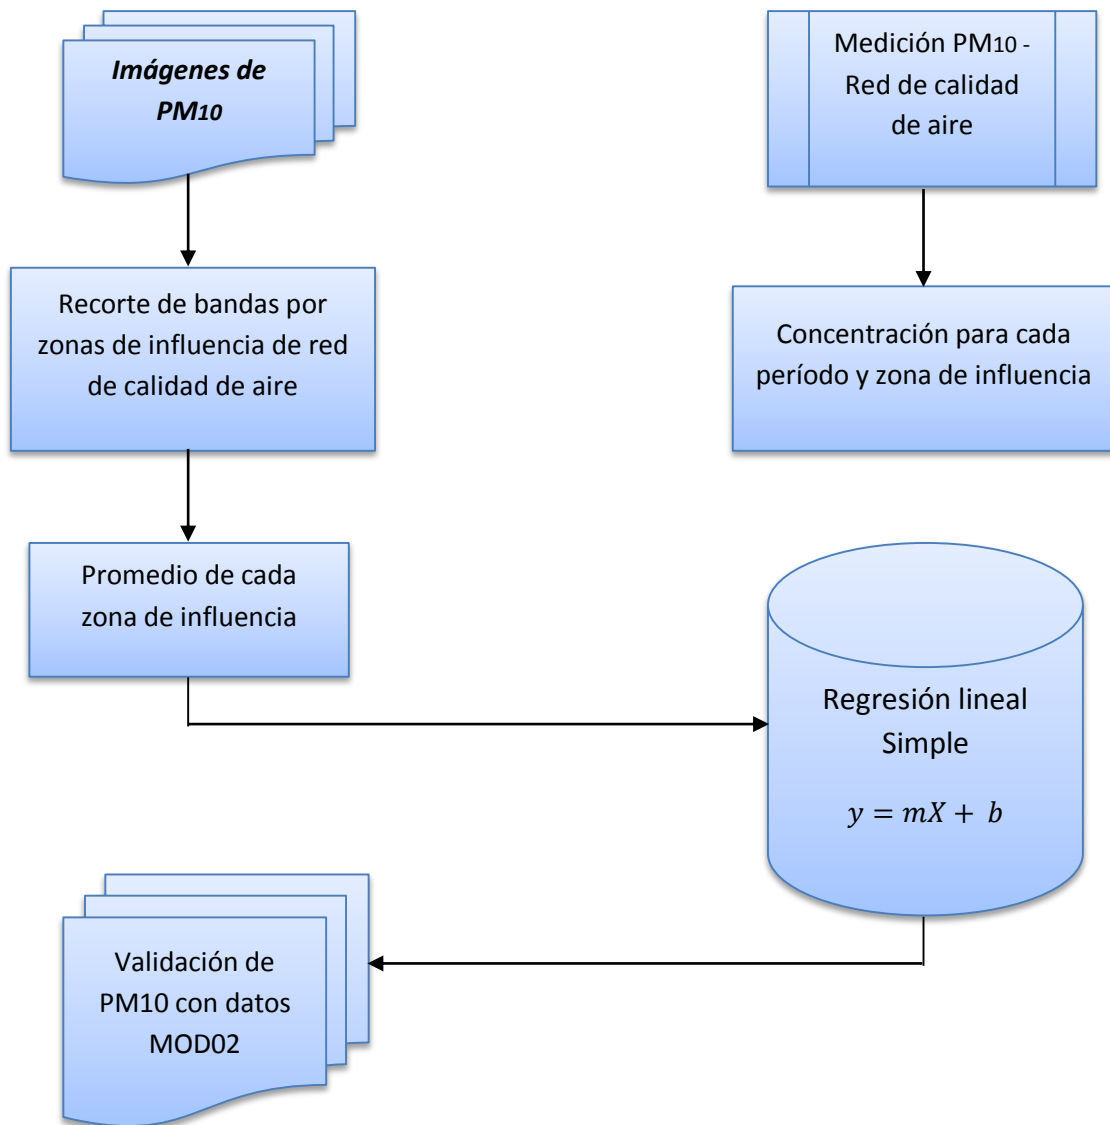 Imágenes de
PM10
Medición PM10 -
Red de calidad
de aire
Recorte de bandas por
zonas de influencia de red
de calidad de aire
Concentración para cada
período y zona de influencia
Promedio de cada
zona de influencia
Regresión lineal
Simple
y = mX + b
Validación de
PM10 con datos
MOD02